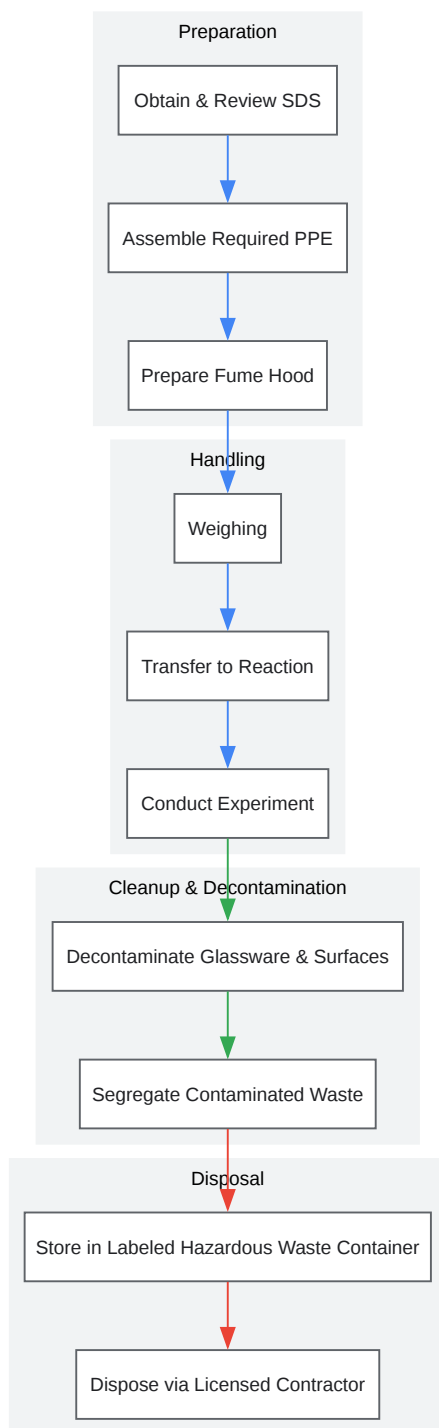 Preparation
Obtain & Review SDS
Assemble Required PPE
Prepare Fume Hood
Handling
Weighing
Transfer to Reaction
Conduct Experiment
Cleanup & Decontamination
Decontaminate Glassware & Surfaces
Segregate Contaminated Waste
Disposal
Store in Labeled Hazardous Waste Container
Dispose via Licensed Contractor